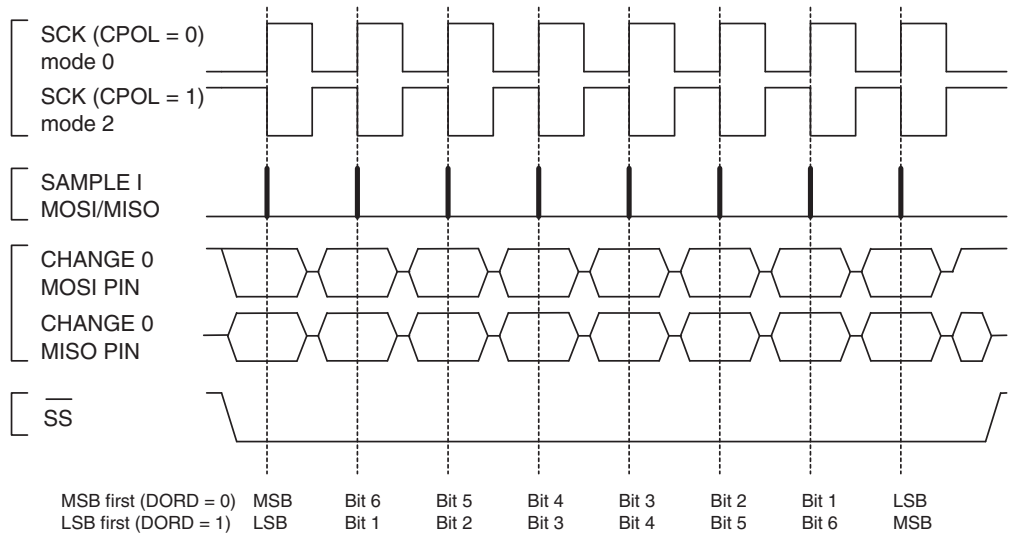 SCK (CPOL = 0)
mode 0
SCK (CPOL = 1)
mode 2
SAMPLE I
MOSI/MISO
CHANGE 0
MOSI PIN
CHANGE 0
MISO PIN
SS
MSB first (DORD = 0) MSB Bit 6 Bit 5 Bit 4 Bit 3 Bit 2 Bit 1 LSB
LSB first (DORD = 1) LSB Bit 1 Bit 2 Bit 3 Bit 4 Bit 5 Bit 6 MSB